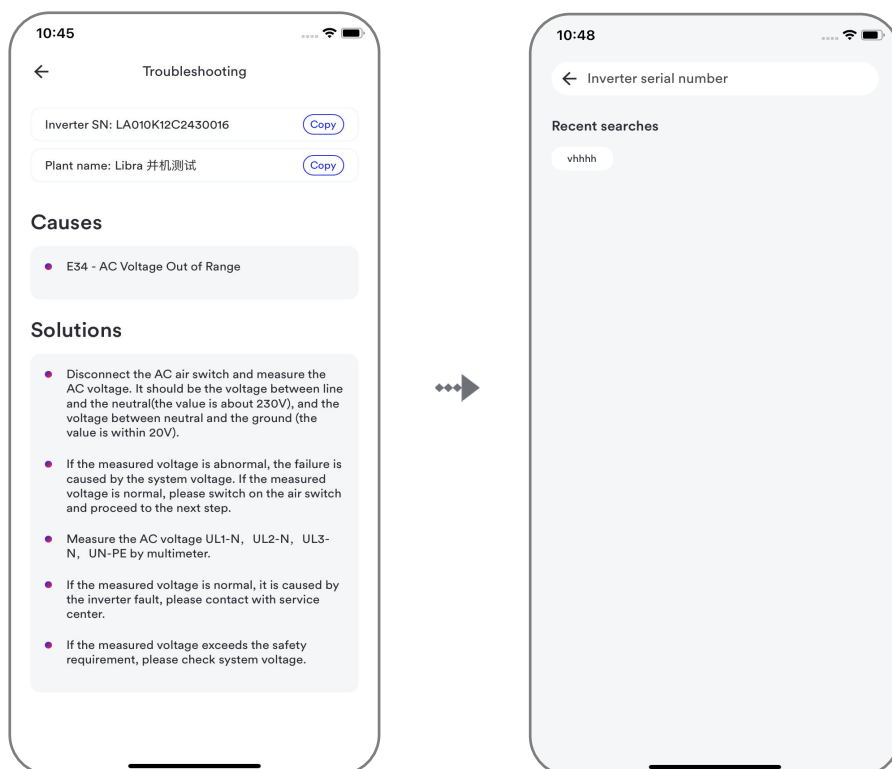 10:45
Troubleshooting
Inverter SN: LA010K12C2430016
Copy
Plant name: Libra 并机测试
Copy
Causes
E34 - AC Voltage Out of Range
Solutions
Disconnect the AC air switch and measure the
AC voltage. It should be the voltage between line
and the neutral(the value is about 230V), and the
voltage between neutral and the ground (the
value is within 20V).
If the measured voltage is abnormal, the failure is
caused by the system voltage. If the measured
voltage is normal, please switch on the air switch
and proceed to the next step.
Measure the AC voltage UL1-N，UL2-N，UL3-
N，UN-PE by multimeter.
If the measured voltage is normal, it is caused by
the inverter fault, please contact with service
center.
If the measured voltage exceeds the safety
requirement, please check system voltage.
10:48
Inverter serial number
Recent searches
vhhhh